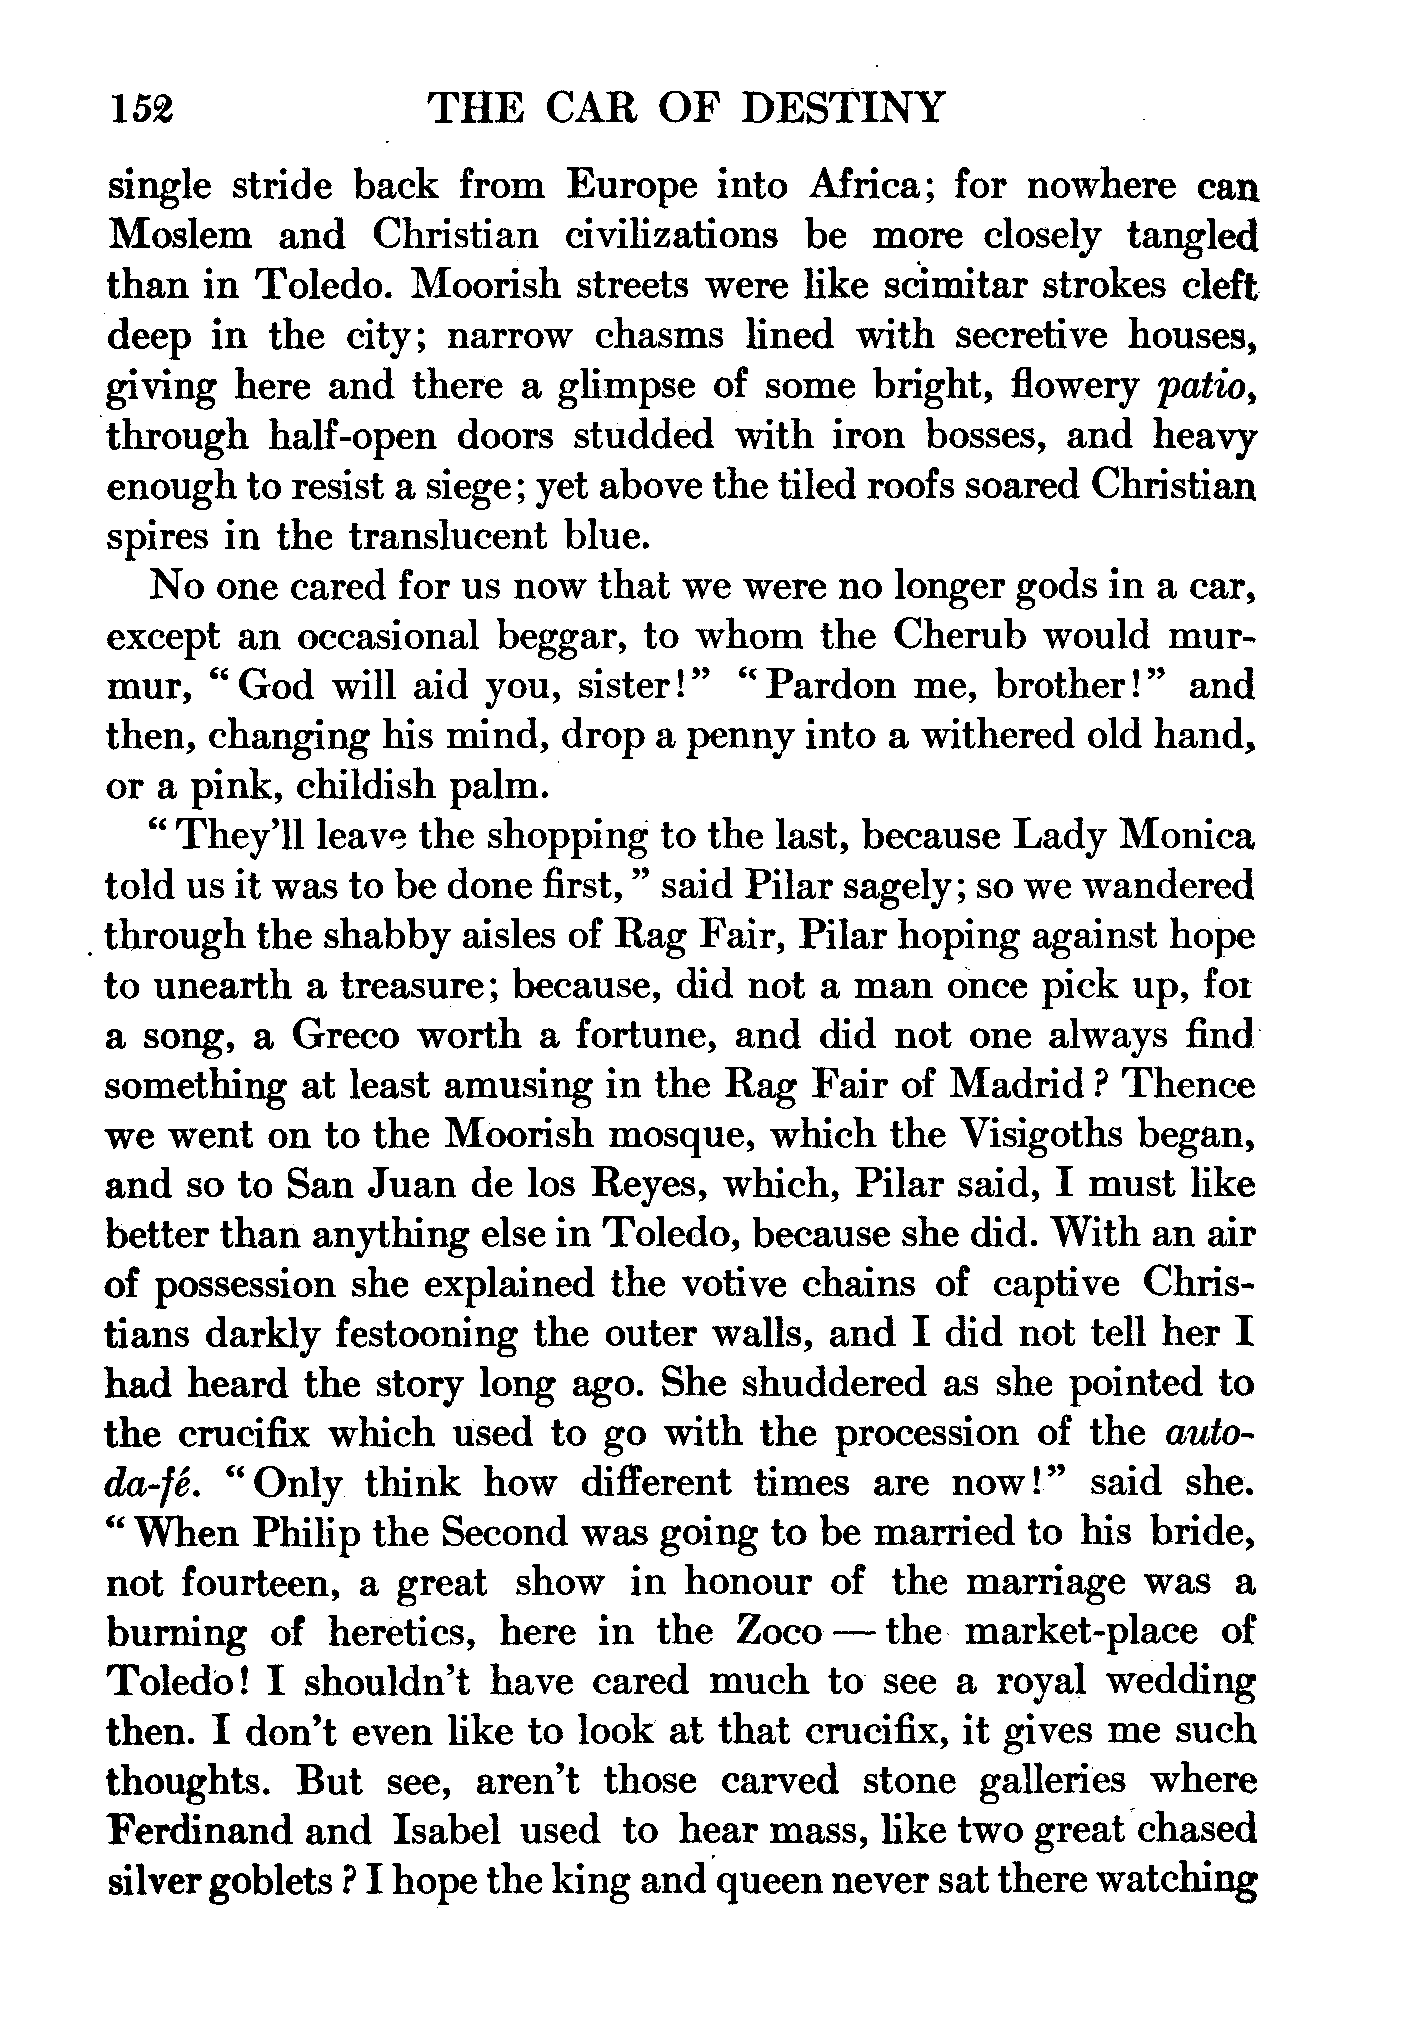 152 THE CAR OF DESTINY
single stride back from Europe into Africa; for nowhere can
Moslem and Christian civilizations be more closely tangled
than in Toledo. Moorish streets were like scimitar strokes cleft
deep in the city; narrow chasms lined with secretive houses,
giving here and there a glimpse of some bright, flowery patio,
through half-open doors studded with iron bosses, and heavy
enough to resist a siege; yet above the tiled roofs soared Christian
spires in the translucent blue.
No one cared for us now that we were no longer gods in a car,
except an occasional beggar, to whom the Cherub would mur-
mur, "God will aid you, sister!" "Pardon me, brother!" and
then, changing his mind, drop a penny into a withered old hand,
or a pink, childish palm.
"They'll leave the shopping to the last, because Lady Monica
told us it was to be done first," said Pilar sagely; so we wandered
through the shabby aisles of Rag Fair, Pilar hoping against hope
to unearth a treasure; because, did not a man once pick up, for
a song, a Greco worth a fortune, and did not one always find
something at least amusing in the Rag Fair of Madrid? Thence
we went on to the Moorish mosque, which the Visigoths began,
and so to San Juan de los Reyes, which, Pilar said, I must like
better than anything else in Toledo, because she did. With an air
of possession she explained the votive chains of captive Chris-
tians darkly festooning the outer walls, and I did not tell her I
had heard the story long ago. She shuddered as she pointed to
the crucifix which used to go with the procession of the auto-
da-fé. "Only think how different times are now!" said she.
"When Philip the Second was going to be married to his bride,
not fourteen, a great show in honour of the marriage was a
burning of heretics, here in the Zoco — the market-place of
Toledo! I shouldn't have cared much to see a royal wedding
then. I don't even like to look at that crucifix, it gives me such
thoughts. But see, aren't those carved stone galleries where
Ferdinand and Isabel used to hear mass, like two great chased
silver goblets? I hope the king and queen never sat there watching